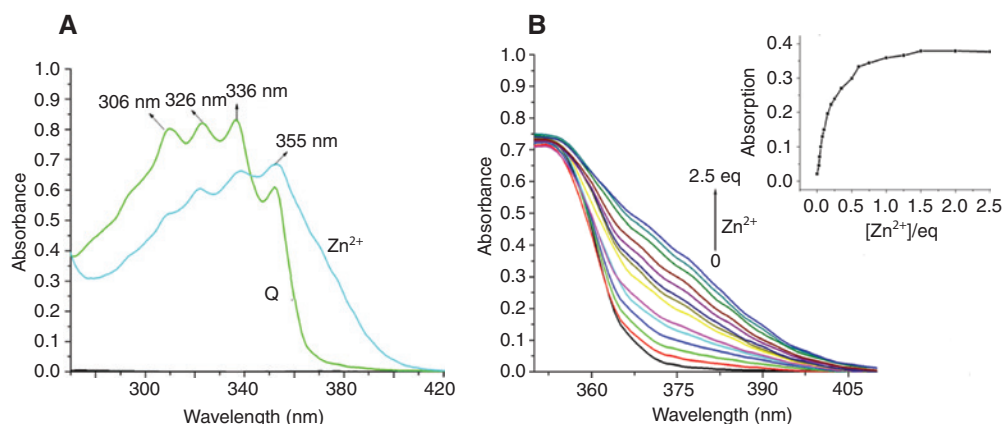 A
1.0
0.9
0.8
0.7
0.6
0.5
0.4
0.3
0.2
0.1
0.0
Absorbance
306 nm
326 nm
336 nm
355 nm
Zn²⁺
Q
300
340
380
420
Wavelength (nm)
B
1.0
0.9
0.8
0.7
0.6
0.5
0.4
0.3
0.2
0.1
0.0
Absorbance
2.5 eq
Zn²⁺
0
360
375
390
405
Wavelength (nm)
0.4
0.3
0.2
0.1
0.0
Absorption
0.0 0.5 1.0 1.5 2.0 2.5
[Zn²⁺]/eq